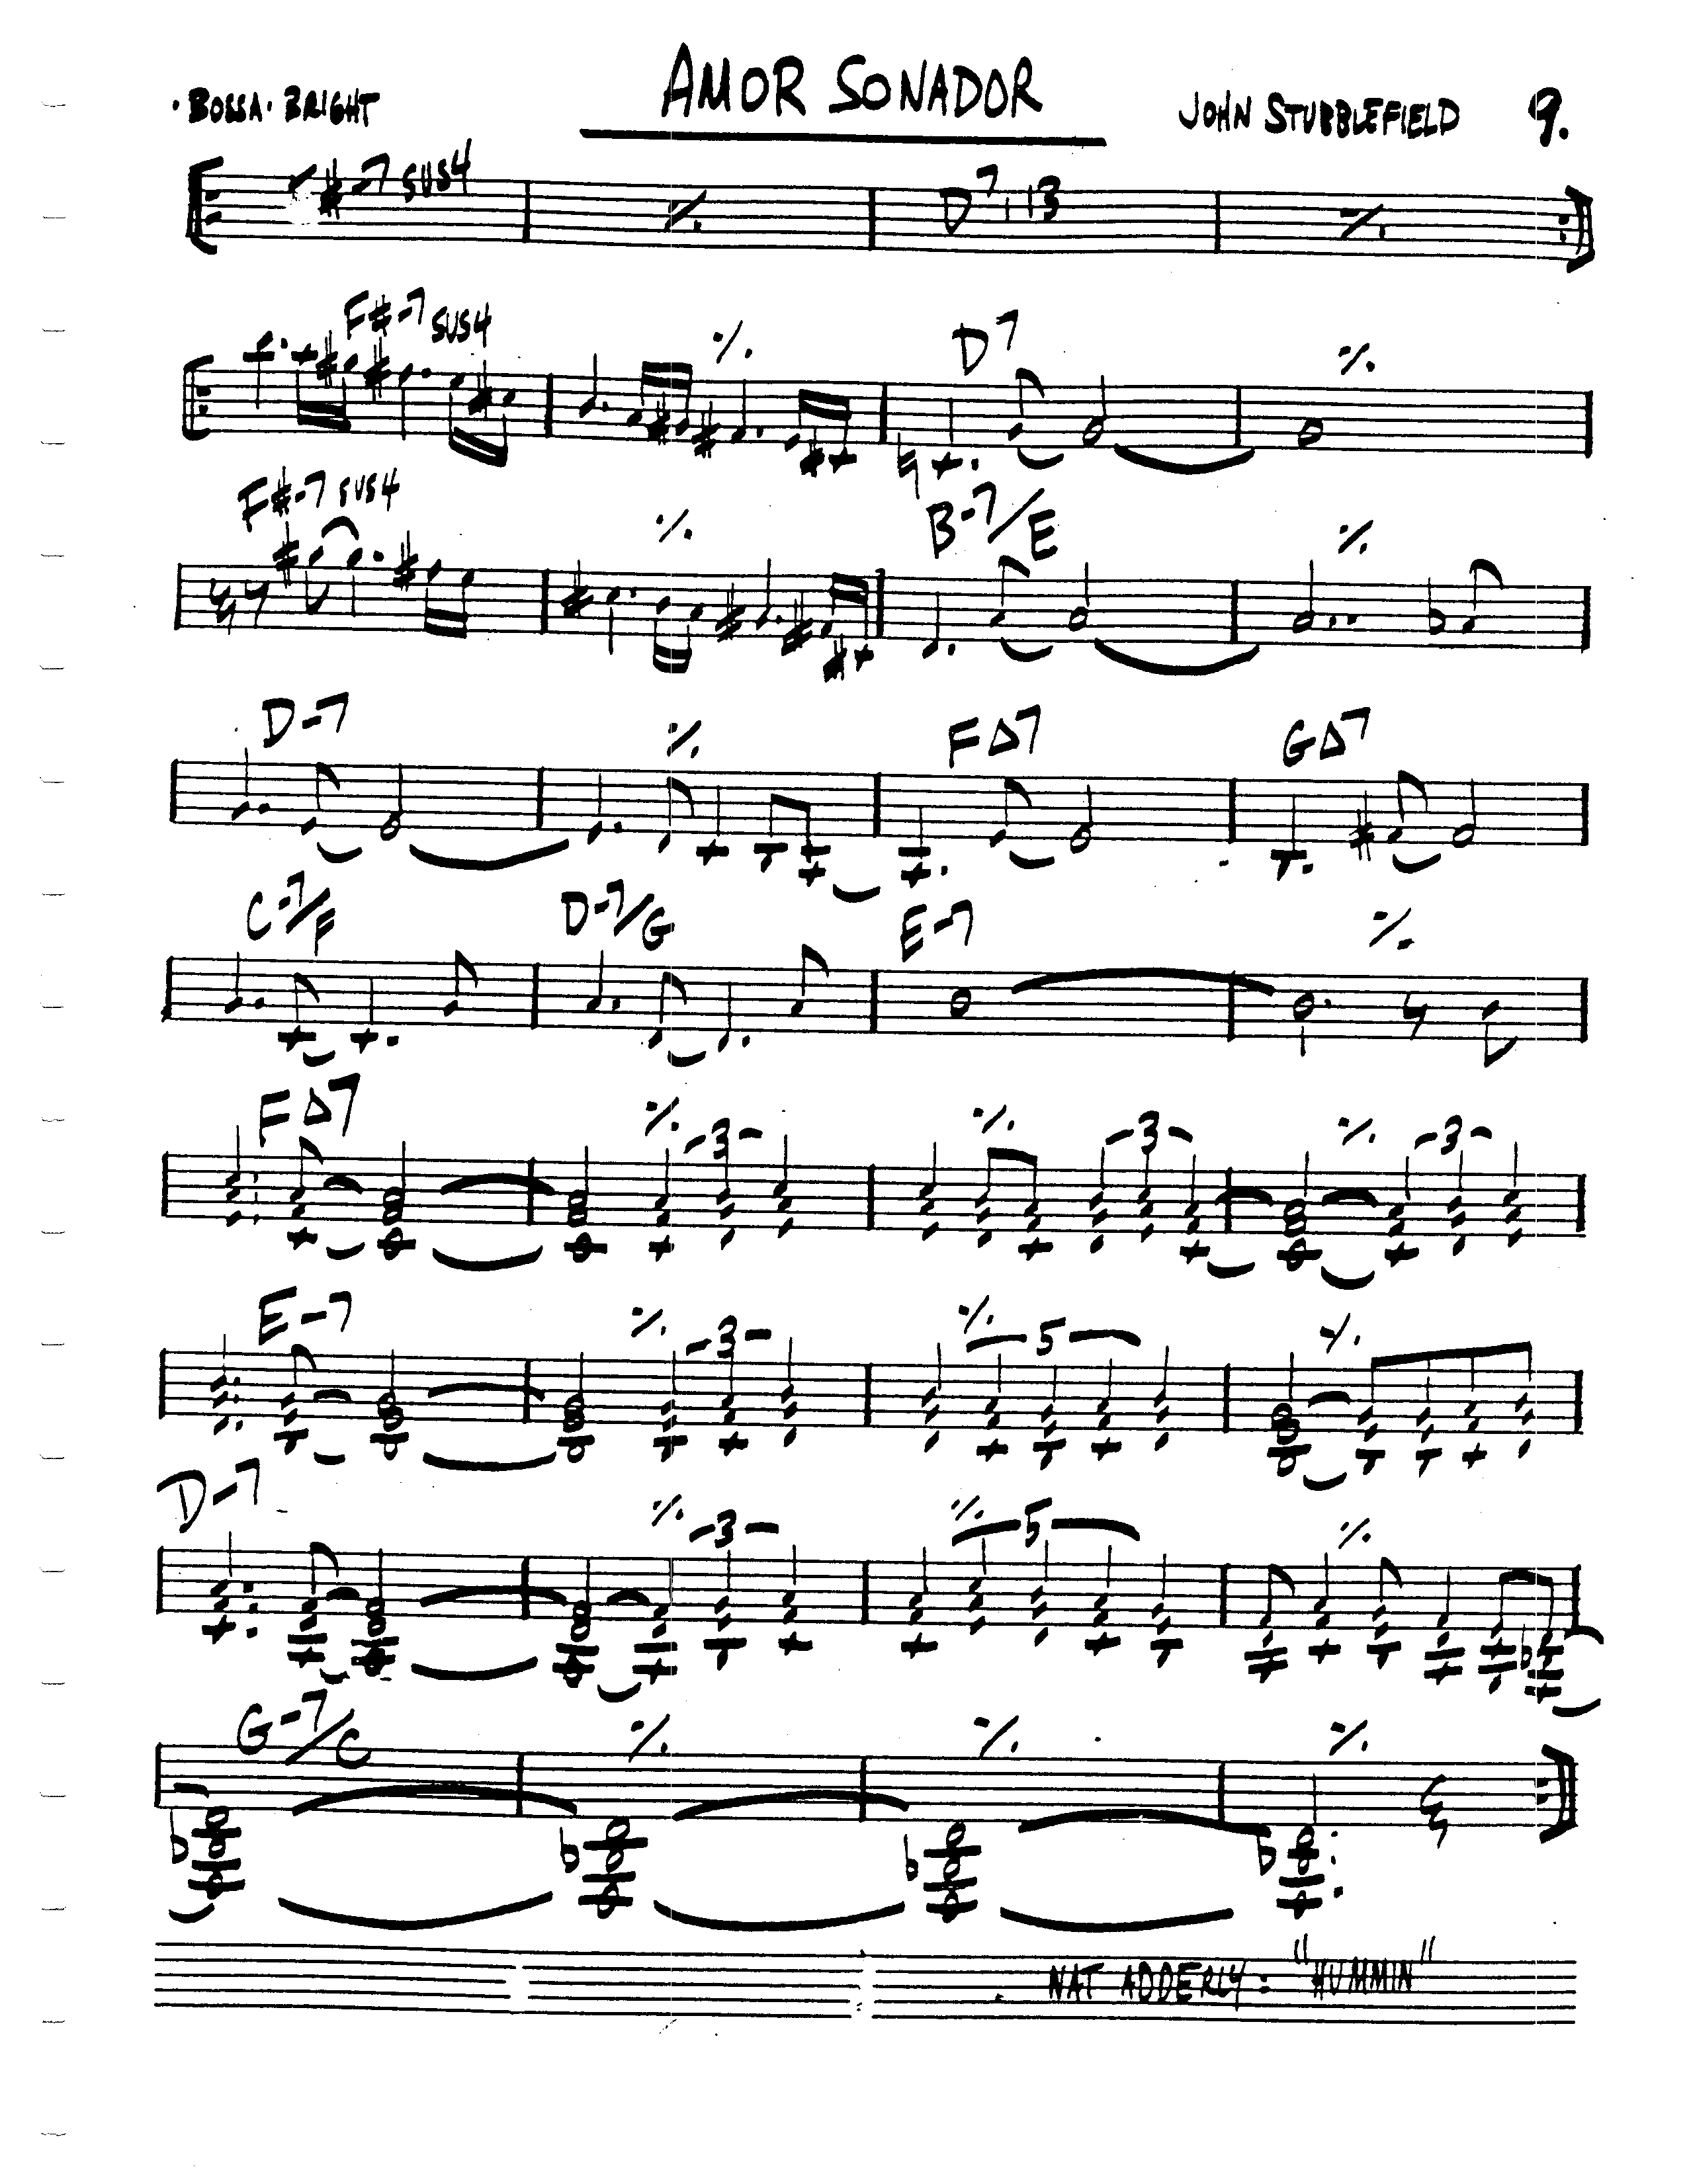 AMOR SONADOR
·BOSSA· BRIGHT
JOHN STUBBLEFIELD 9.
F#-7 SUS4 ٪ D7,13 ٪
F#-7 SUS4 ٪ D7 ٪
F#-7 SUS4 ٪ B-7/E ٪
D-7 ٪ FΔ7 GΔ7
C-7/F D-7/G E-7 ٪
FΔ7 ٪ -3- ٪ -3- ٪ -3-
E-7 ٪ -3- ٪ 5 ٪
D-7 ٪ -3- ٪ 5 ٪
G-7/C ٪ ٪ ٪
NAT ADDERLY: "HUMMIN"